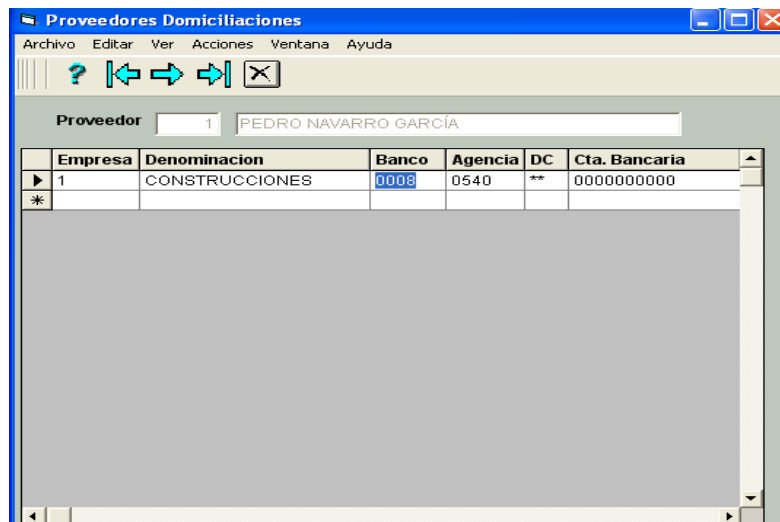 Proveedores Domiciliaciones
Archivo Editar Ver Acciones Ventana Ayuda
?
Proveedor 1 PEDRO NAVARRO GARCÍA
Empresa Denominacion Banco Agencia DC Cta. Bancaria
1 CONSTRUCCIONES 0008 0540 ** 0000000000